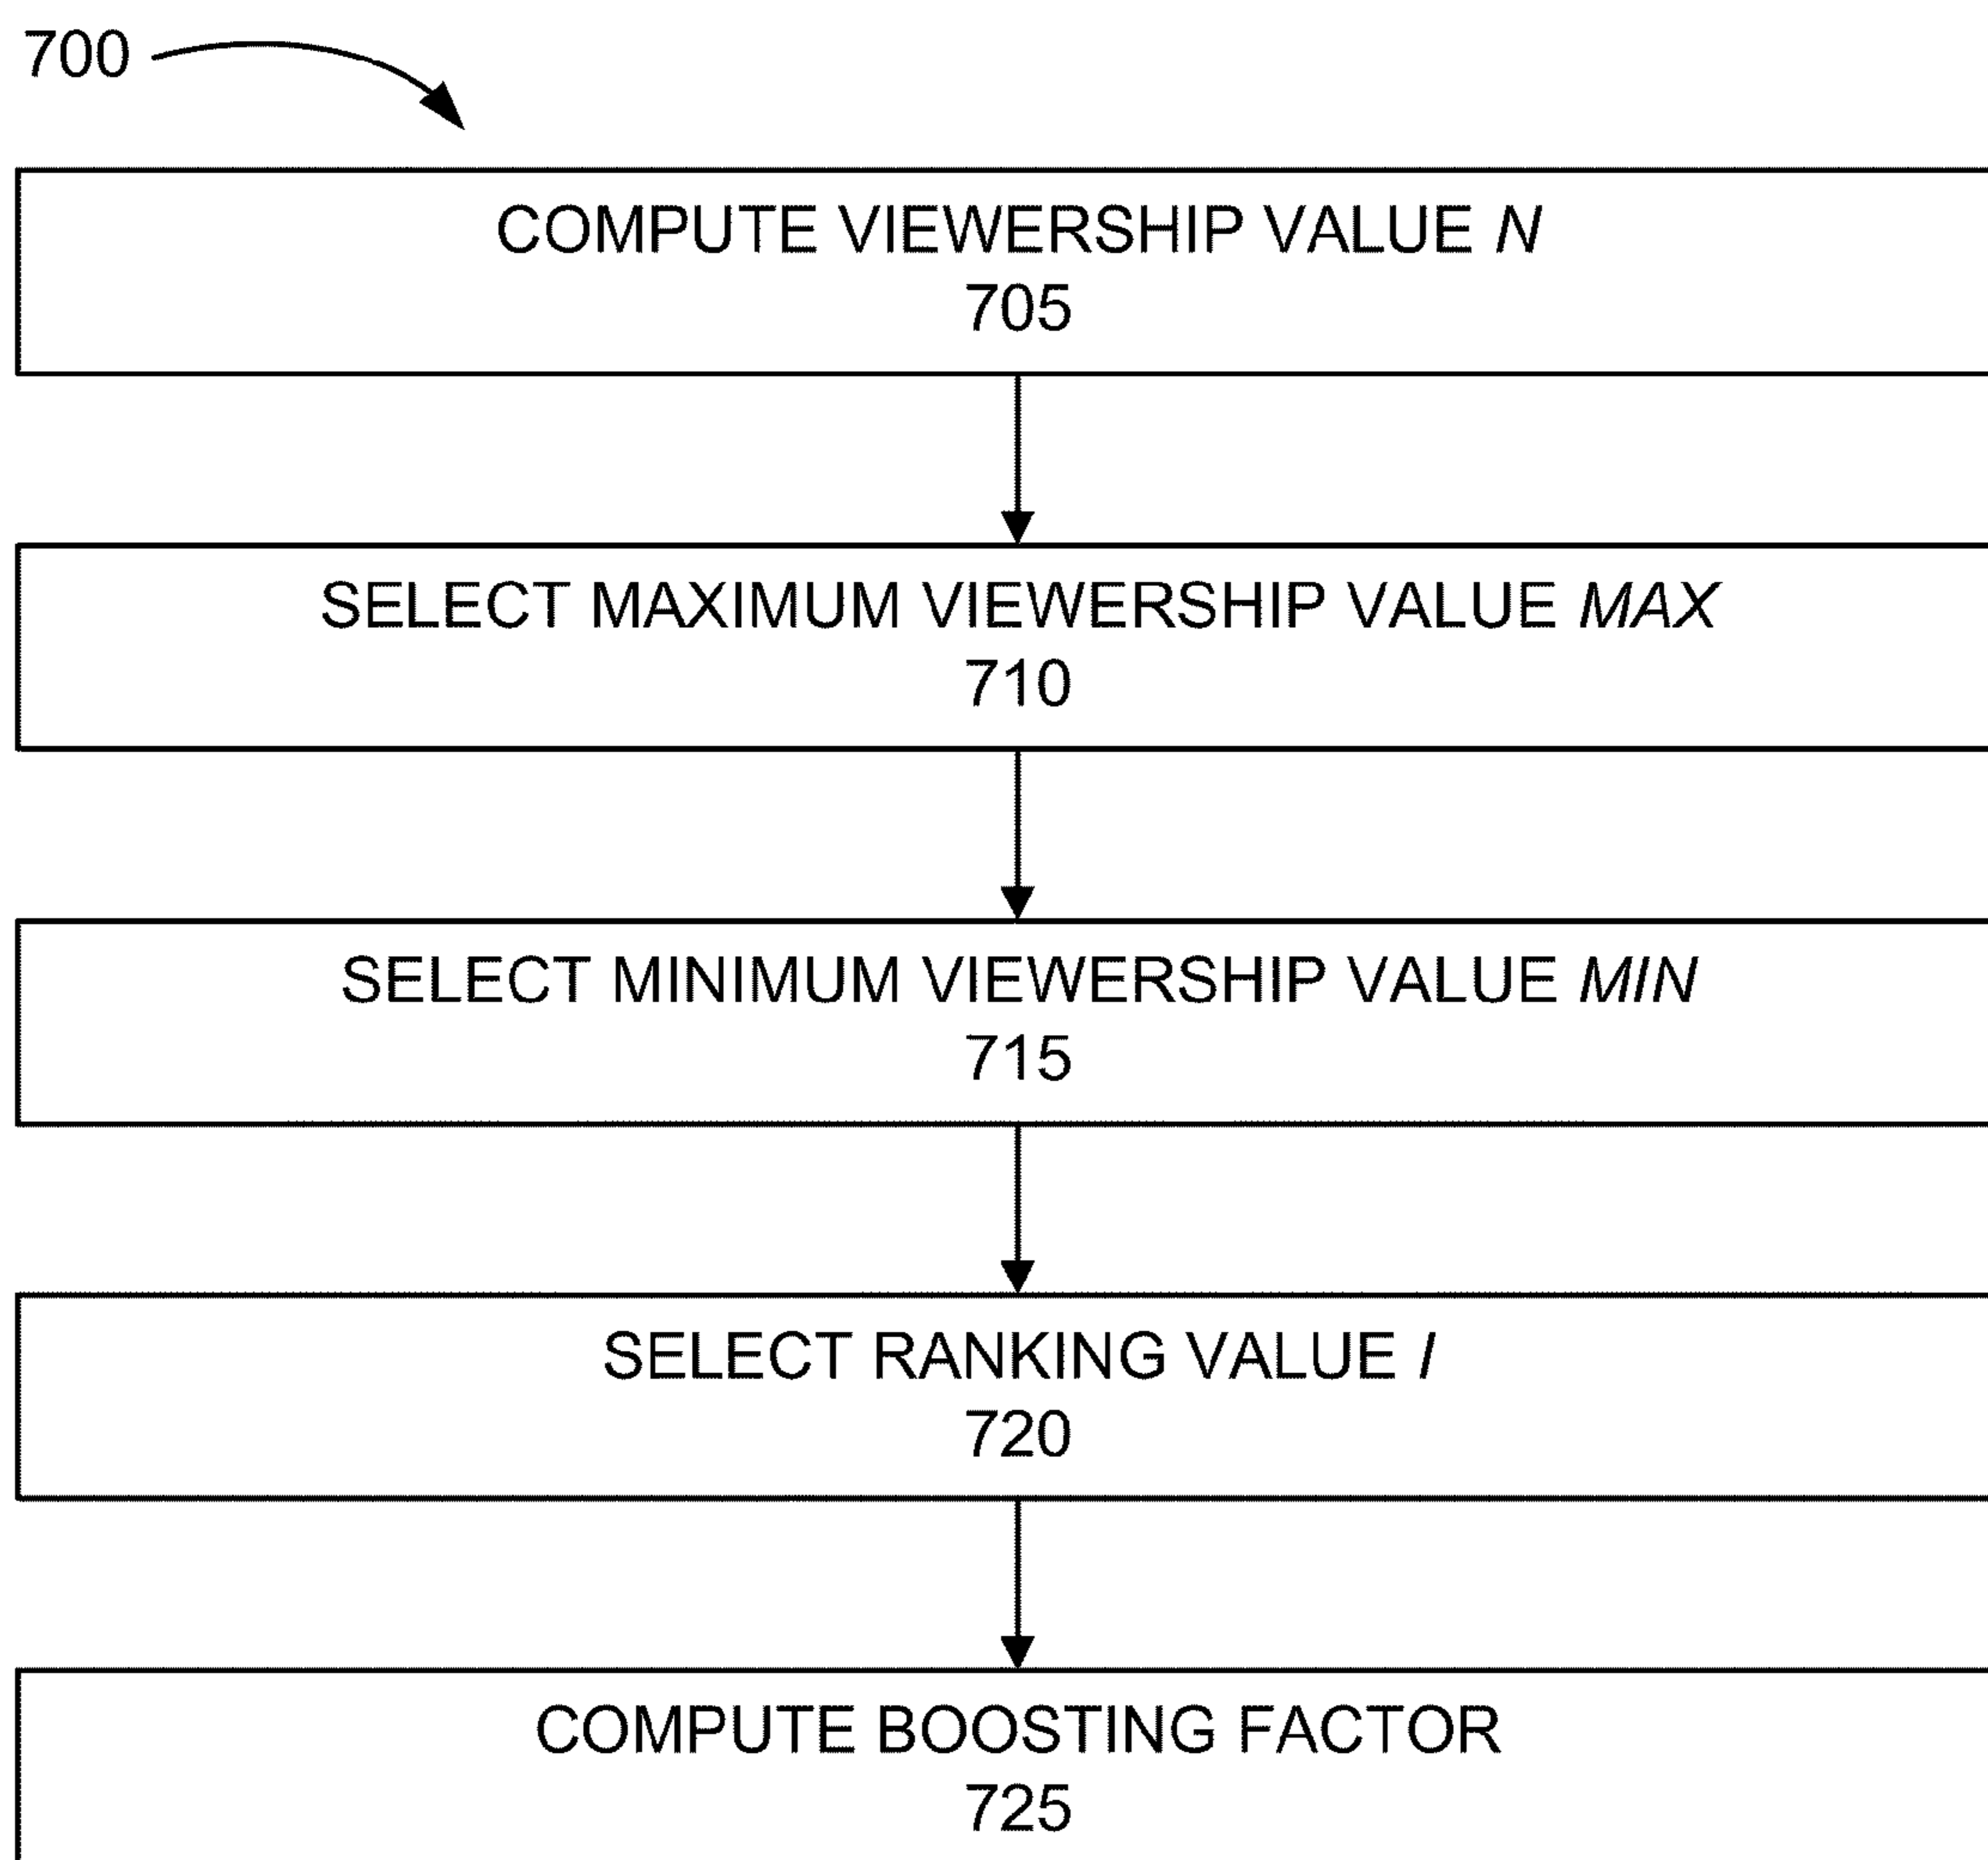 700
COMPUTE VIEWERSHIP VALUE N
705
SELECT MAXIMUM VIEWERSHIP VALUE MAX
710
SELECT MINIMUM VIEWERSHIP VALUE MIN
715
SELECT RANKING VALUE I
720
COMPUTE BOOSTING FACTOR
725